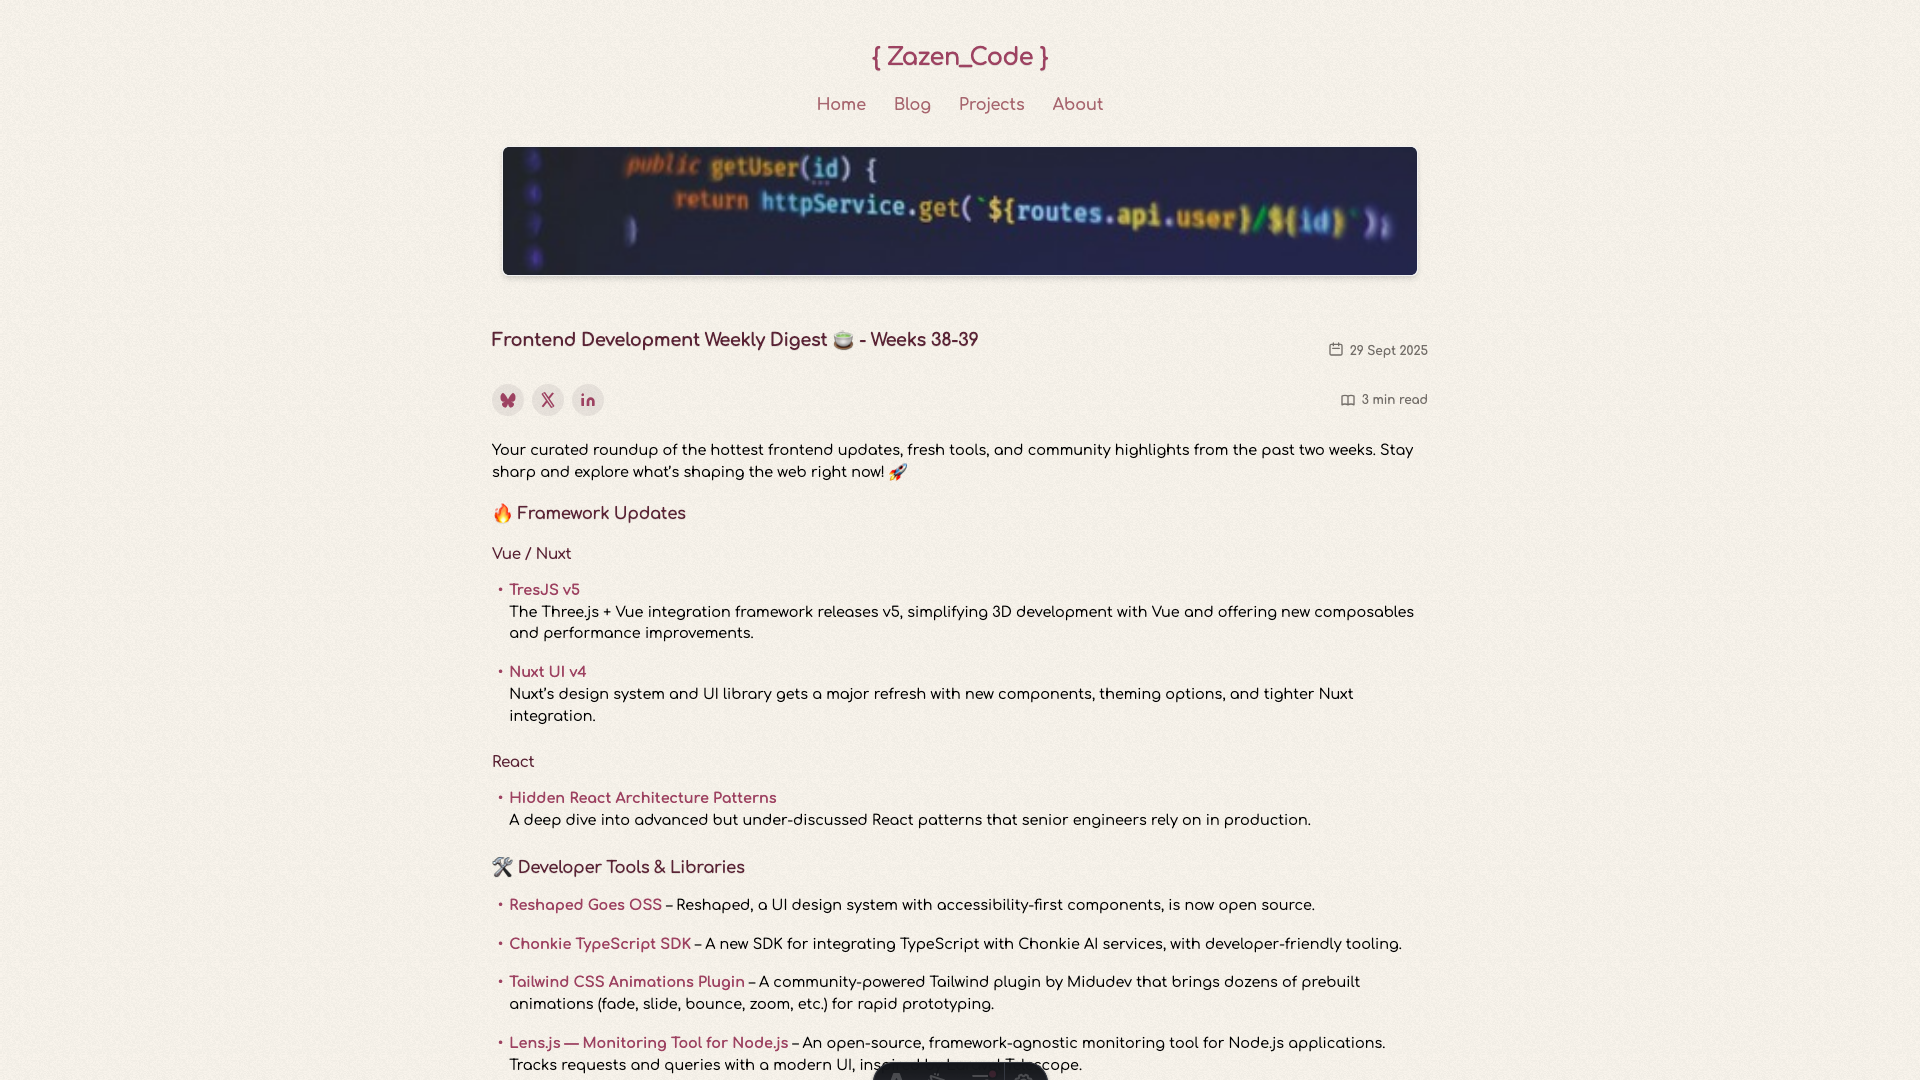 { Zazen_Code }
Home Blog Projects About
public getUser(id) {
return httpService.get(`${routes.api.user}/${id}`);
}
Frontend Development Weekly Digest 🍵 - Weeks 38-39
29 Sept 2025
3 min read
Your curated roundup of the hottest frontend updates, fresh tools, and community highlights from the past two weeks. Stay
sharp and explore what's shaping the web right now! 🚀
🔥 Framework Updates
Vue / Nuxt
• TresJS v5
The Three.js + Vue integration framework releases v5, simplifying 3D development with Vue and offering new composables
and performance improvements.
• Nuxt UI v4
Nuxt's design system and UI library gets a major refresh with new components, theming options, and tighter Nuxt
integration.
React
• Hidden React Architecture Patterns
A deep dive into advanced but under-discussed React patterns that senior engineers rely on in production.
🛠️ Developer Tools & Libraries
• Reshaped Goes OSS – Reshaped, a UI design system with accessibility-first components, is now open source.
• Chonkie TypeScript SDK – A new SDK for integrating TypeScript with Chonkie AI services, with developer-friendly tooling.
• Tailwind CSS Animations Plugin – A community-powered Tailwind plugin by Midudev that brings dozens of prebuilt
animations (fade, slide, bounce, zoom, etc.) for rapid prototyping.
• Lens.js — Monitoring Tool for Node.js – An open-source, framework-agnostic monitoring tool for Node.js applications.
Tracks requests and queries with a modern UI,